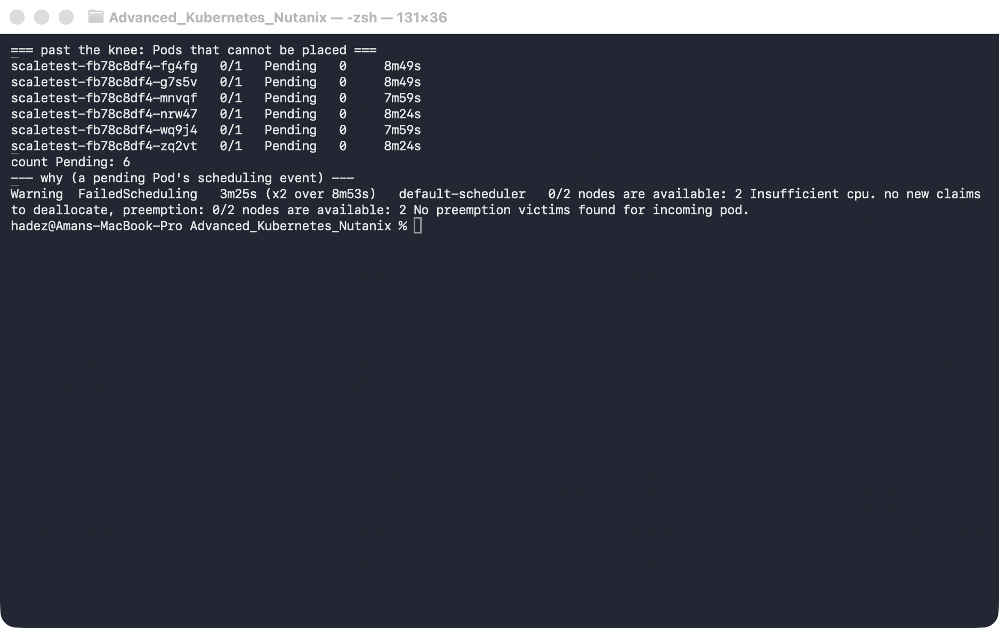 Advanced_Kubernetes_Nutanix — -zsh — 131×36
=== past the knee: Pods that cannot be placed ===
scaletest-fb78c8df4-fg4fg   0/1   Pending   0     8m49s
scaletest-fb78c8df4-g7s5v   0/1   Pending   0     8m49s
scaletest-fb78c8df4-mnvqf   0/1   Pending   0     7m59s
scaletest-fb78c8df4-nrw47   0/1   Pending   0     8m24s
scaletest-fb78c8df4-wq9j4   0/1   Pending   0     7m59s
scaletest-fb78c8df4-zq2vt   0/1   Pending   0     8m24s
count Pending: 6
--- why (a pending Pod's scheduling event) ---
Warning  FailedScheduling   3m25s (x2 over 8m53s)   default-scheduler   0/2 nodes are available: 2 Insufficient cpu. no new claims
to deallocate, preemption: 0/2 nodes are available: 2 No preemption victims found for incoming pod.
hadez@Amans-MacBook-Pro Advanced_Kubernetes_Nutanix %